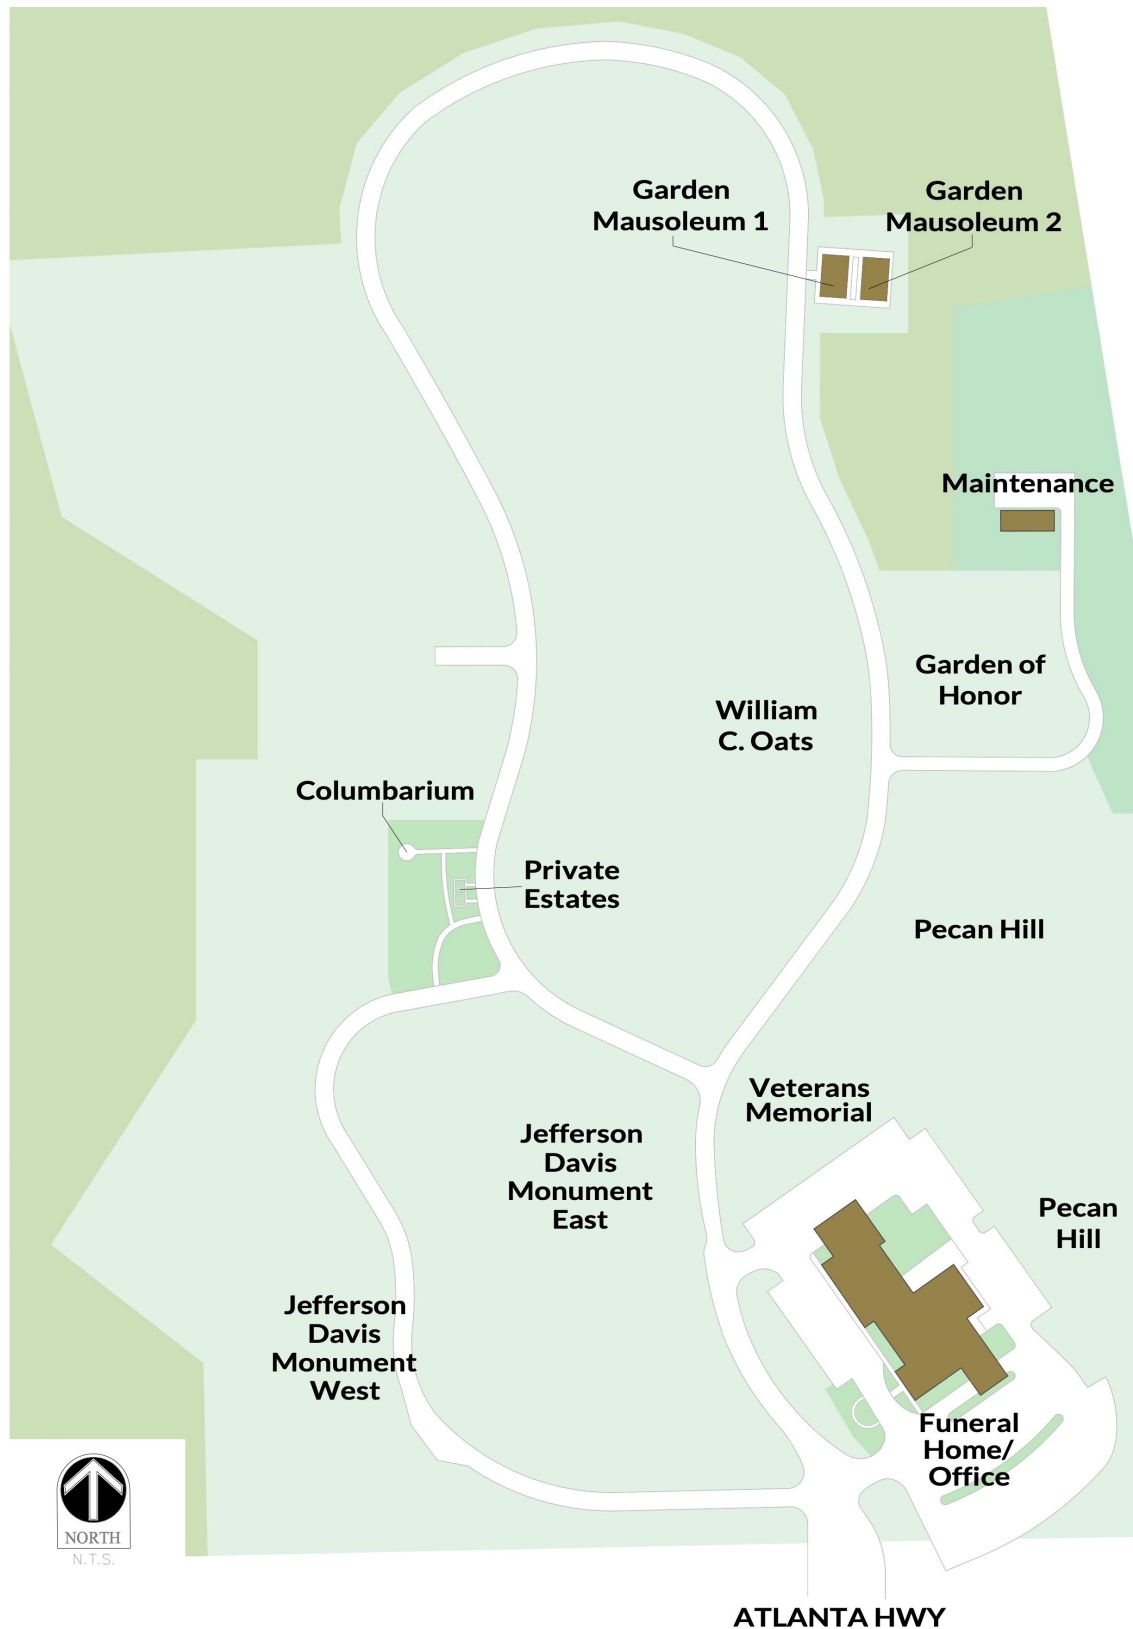 Garden
Mausoleum 1
Garden
Mausoleum 2
Maintenance
Garden of
Honor
William
C. Oats
Columbarium
Private
Estates
Pecan Hill
Veterans
Memorial
Jefferson
Davis
Monument
East
Pecan
Hill
Jefferson
Davis
Monument
West
Funeral
Home/
Office
NORTH
N.T.S.
ATLANTA HWY